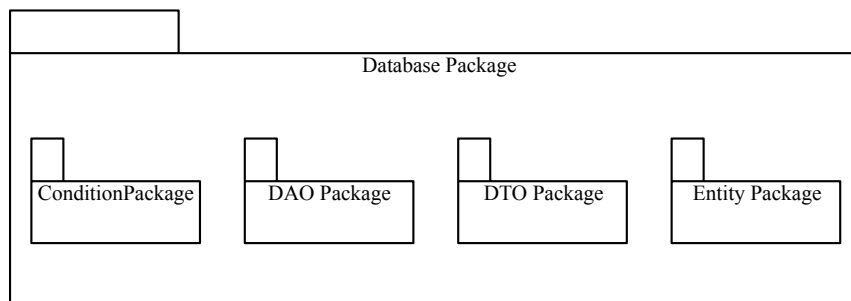 Database Package
ConditionPackage
DAO Package
DTO Package
Entity Package